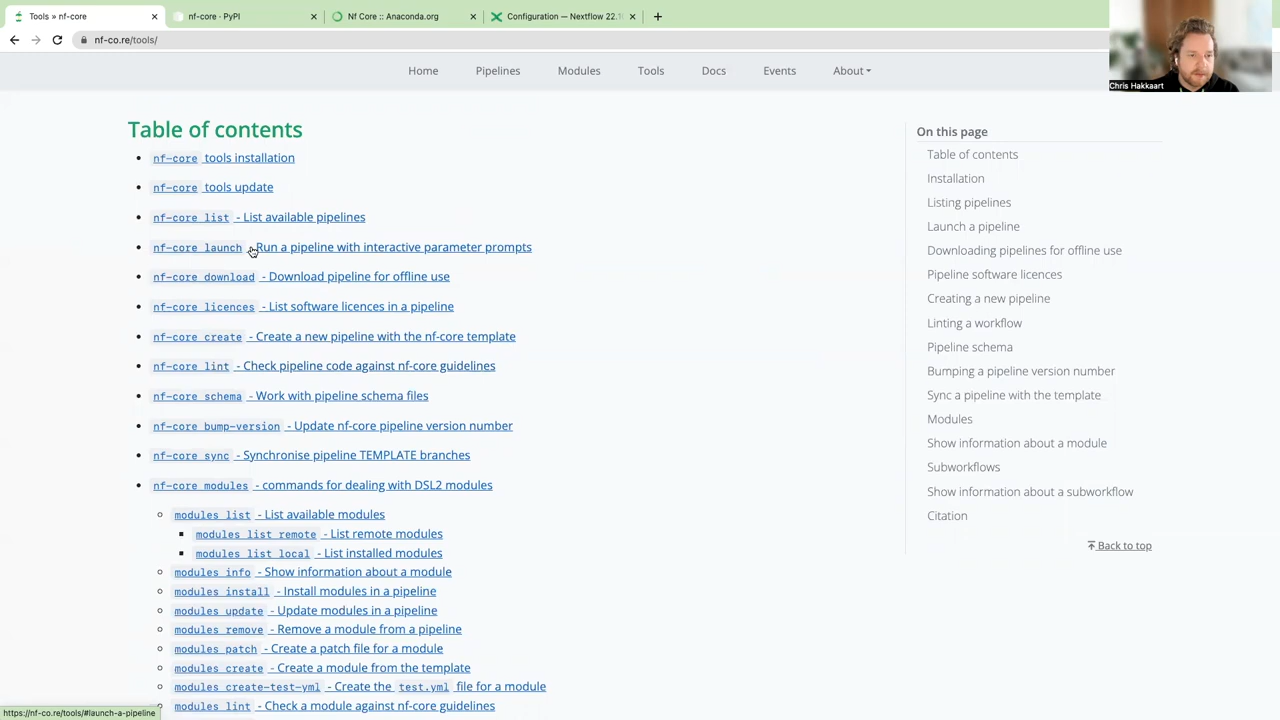 Tools » nf-core
nf-core · PyPI
Nf Core :: Anaconda.org
Configuration — Nextflow 22.1
nf-co.re/tools/
Chris Hakkaart
Home
Pipelines
Modules
Tools
Docs
Events
About
Table of contents
nf-core tools installation
nf-core tools update
nf-core list - List available pipelines
nf-core launch - Run a pipeline with interactive parameter prompts
nf-core download - Download pipeline for offline use
nf-core licences - List software licences in a pipeline
nf-core create - Create a new pipeline with the nf-core template
nf-core lint - Check pipeline code against nf-core guidelines
nf-core schema - Work with pipeline schema files
nf-core bump-version - Update nf-core pipeline version number
nf-core sync - Synchronise pipeline TEMPLATE branches
nf-core modules - commands for dealing with DSL2 modules
modules list - List available modules
modules list remote - List remote modules
modules list local - List installed modules
modules info - Show information about a module
modules install - Install modules in a pipeline
modules update - Update modules in a pipeline
modules remove - Remove a module from a pipeline
modules patch - Create a patch file for a module
modules create - Create a module from the template
modules create-test-yml - Create the test.yml file for a module
modules lint - Check a module against nf-core guidelines
On this page
Table of contents
Installation
Listing pipelines
Launch a pipeline
Downloading pipelines for offline use
Pipeline software licences
Creating a new pipeline
Linting a workflow
Pipeline schema
Bumping a pipeline version number
Sync a pipeline with the template
Modules
Show information about a module
Subworkflows
Show information about a subworkflow
Citation
Back to top
https://nf-co.re/tools/#launch-a-pipeline